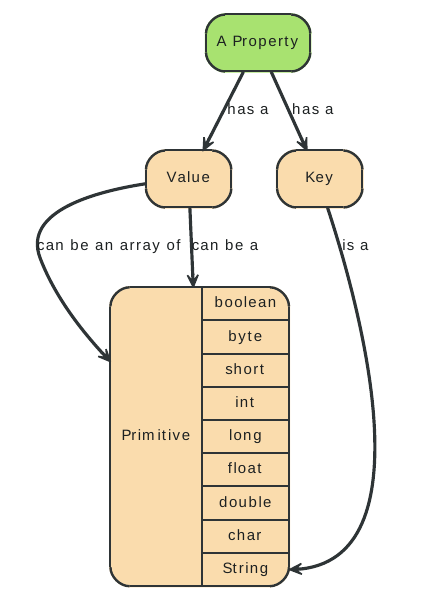 A Property
has a
has a
Value
Key
can be an array of
can be a
is a
Primitive
boolean
byte
short
int
long
float
double
char
String